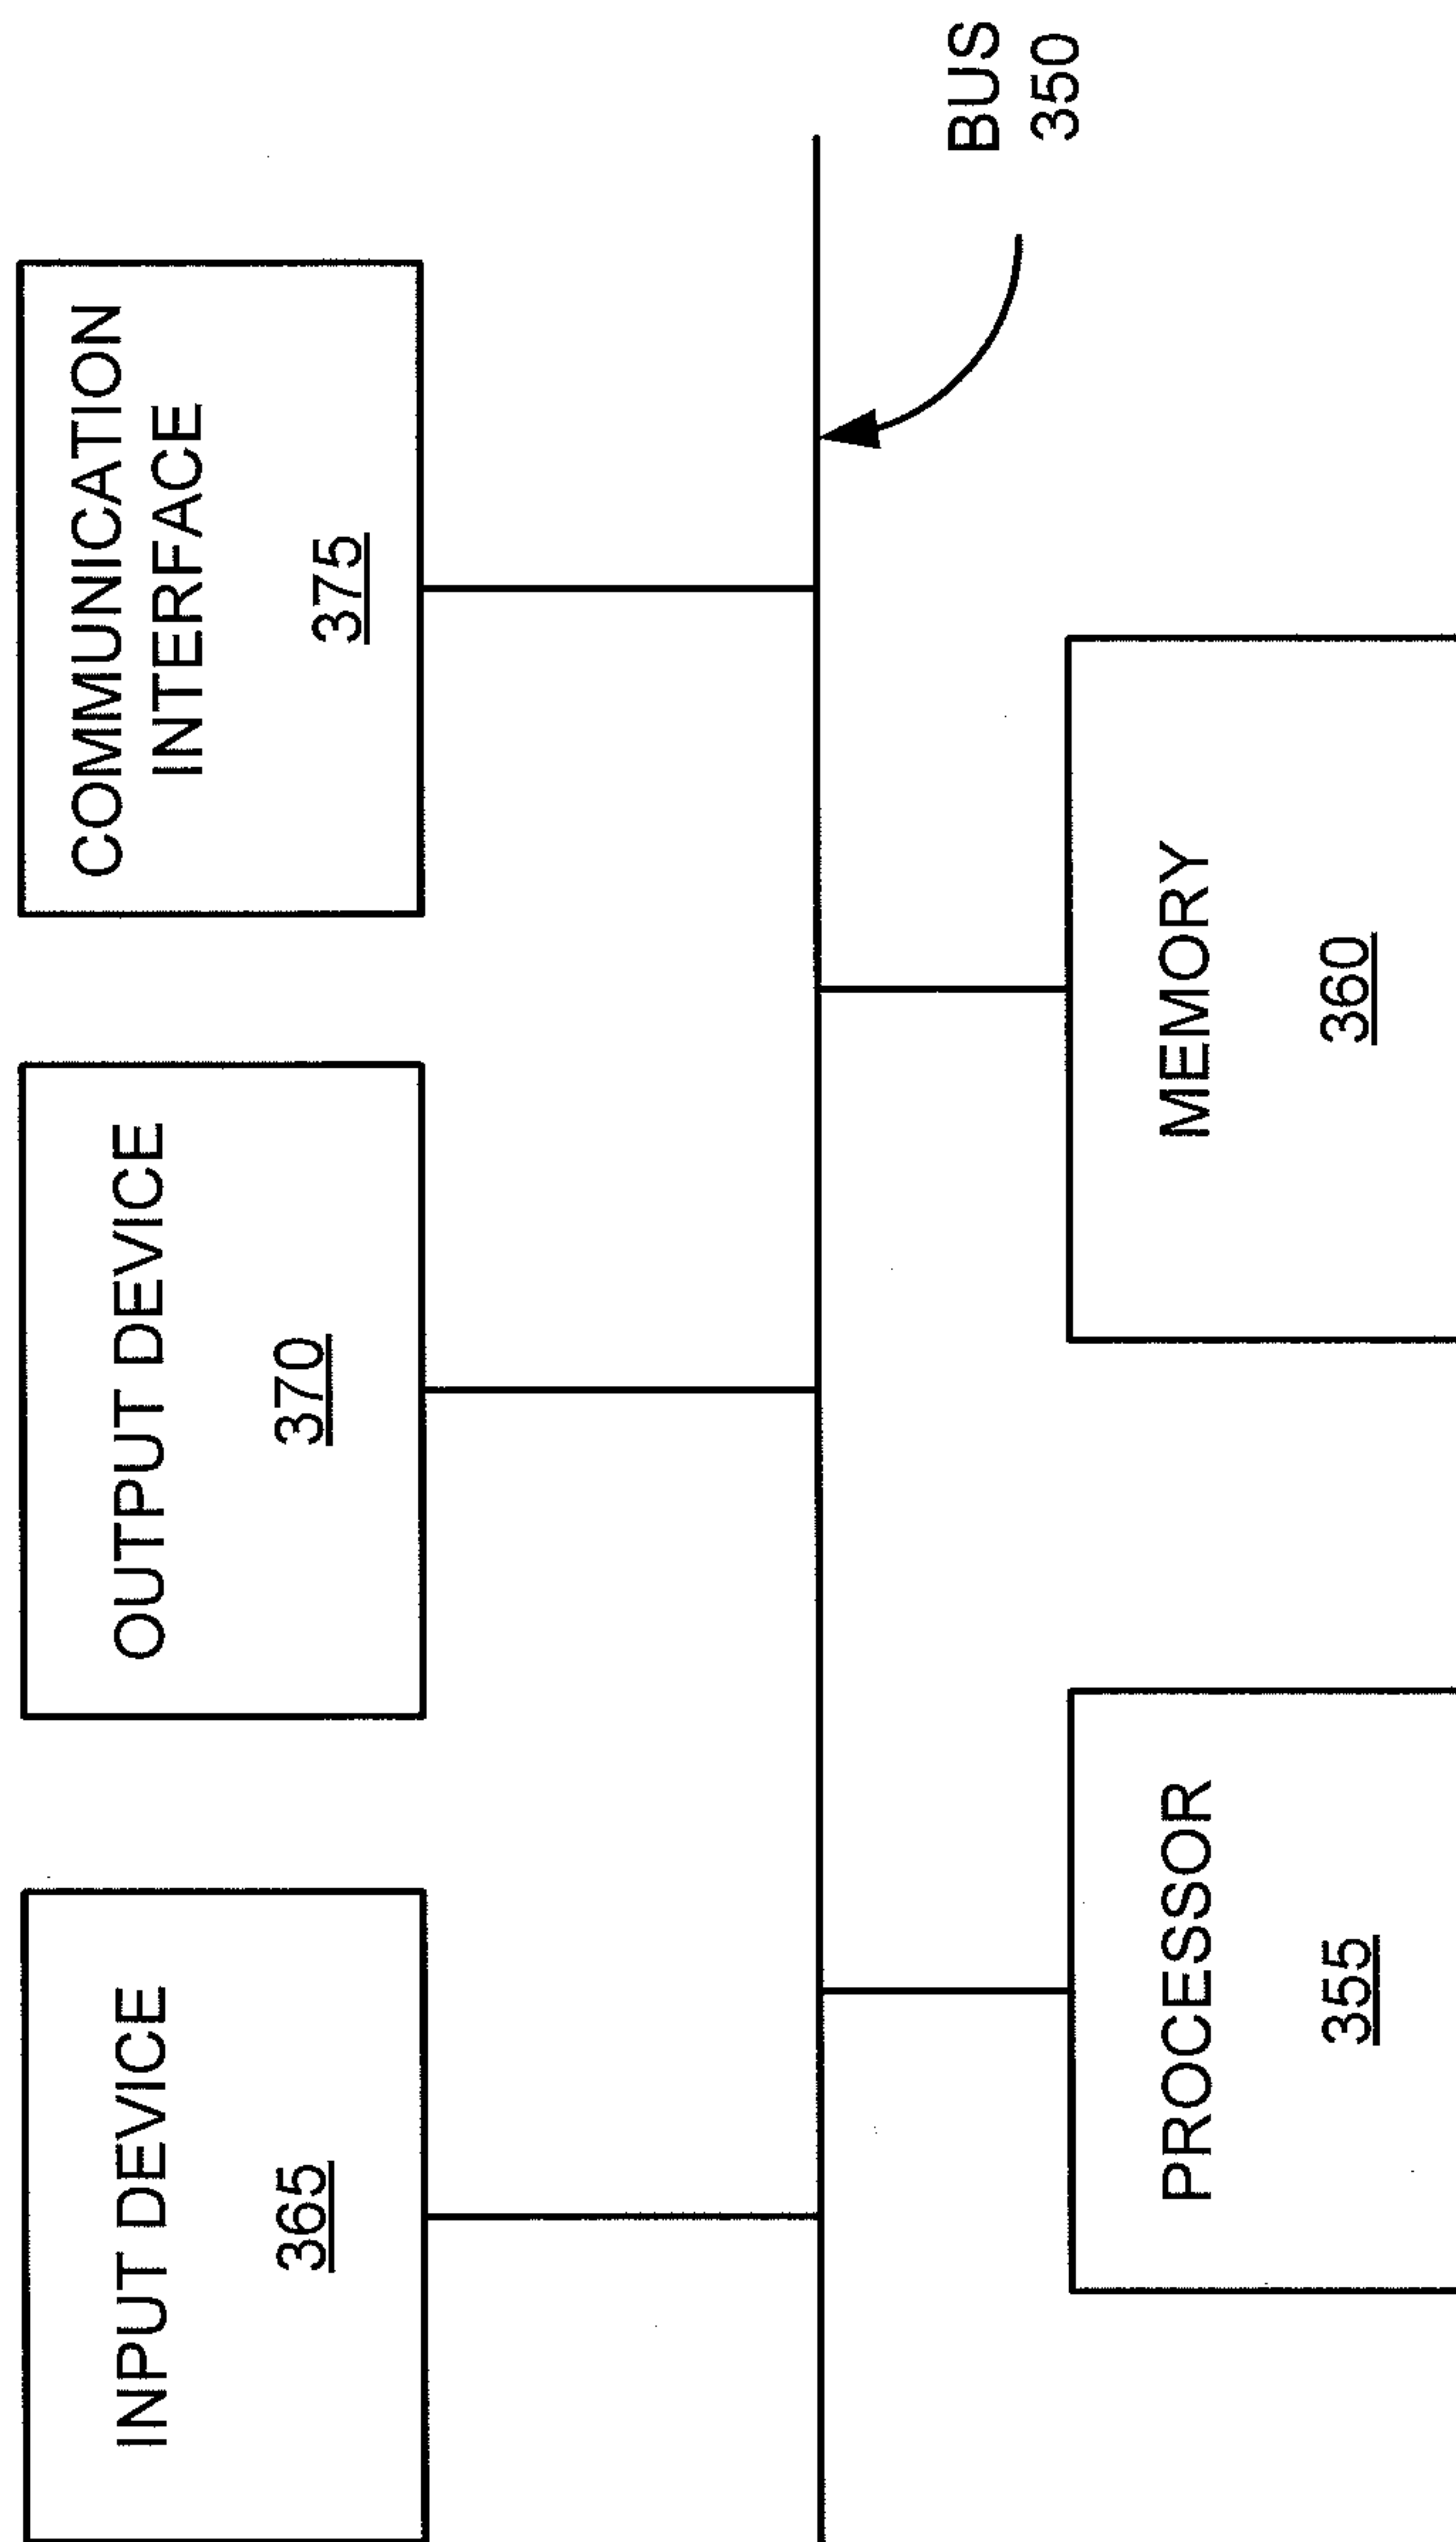 INPUT DEVICE
365
OUTPUT DEVICE
370
COMMUNICATION
INTERFACE
375
BUS
350
PROCESSOR
355
MEMORY
360